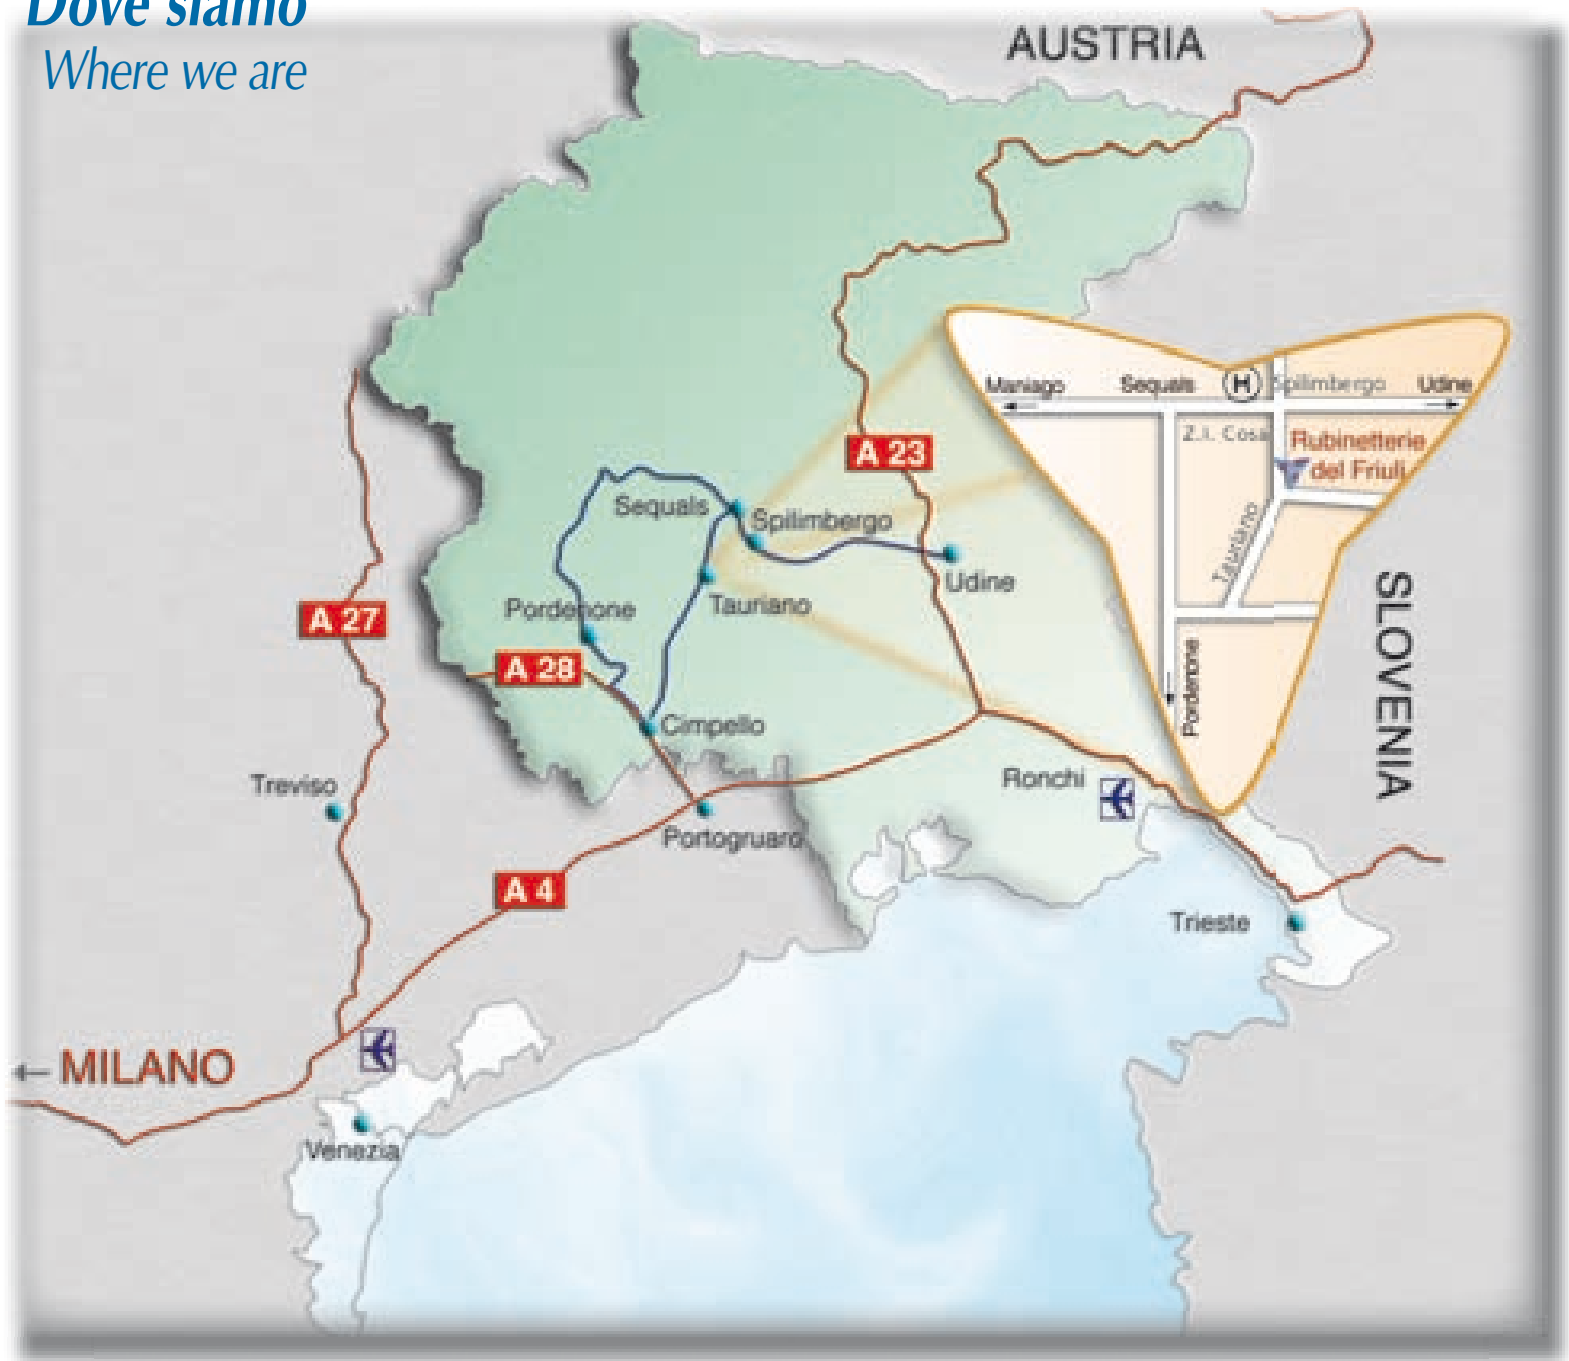 Dove siamo
Where we are
AUSTRIA
Maniago
Sequals
H
Spilimbergo
Udine
Z.I. Cosa
Rubinetterie
del Friuli
Tauriano
Pordenone
A 23
Sequals
Spilimbergo
Udine
Tauriano
Pordenone
A 27
A 28
Cimpello
SLOVENIA
Treviso
Ronchi
Portogruaro
A 4
Trieste
← MILANO
Venezia